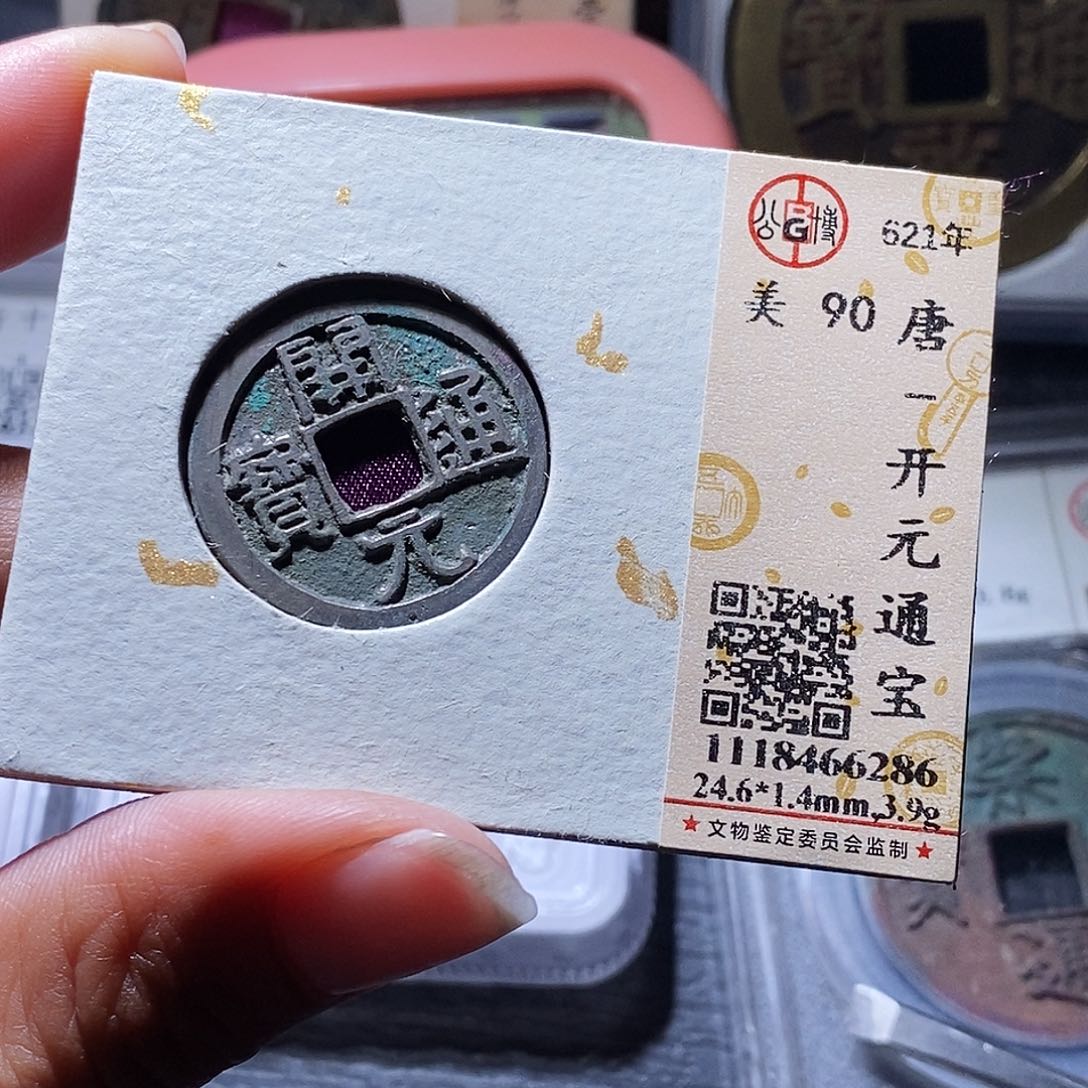 開
元
通
寶
公 博
BG
621年
美 90
唐－开元通宝
1118466286
24.6*1.4mm,3.9g
★ 文物鉴定委员会监制 ★